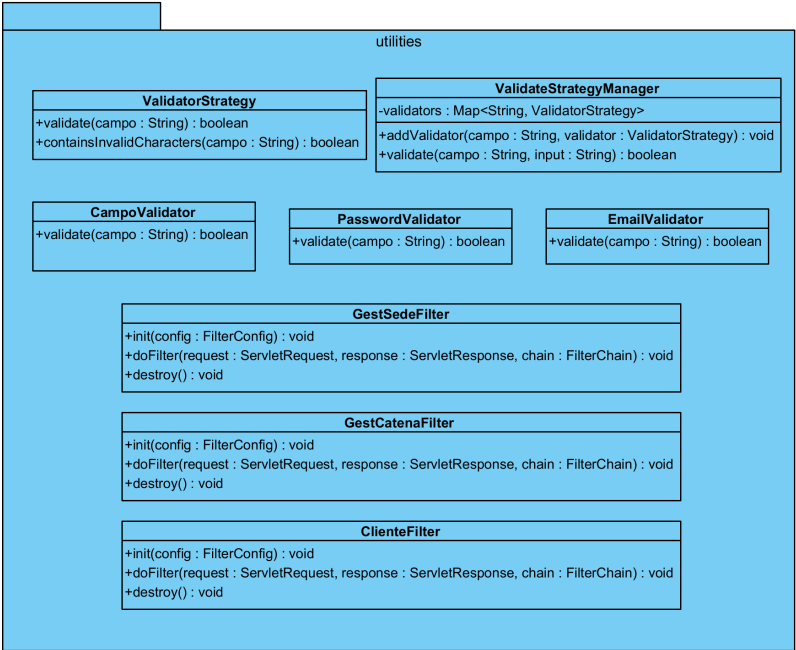 utilities
ValidatorStrategy
+validate(campo : String) : boolean
+containsInvalidCharacters(campo : String) : boolean
ValidateStrategyManager
-validators : Map<String, ValidatorStrategy>
+addValidator(campo : String, validator : ValidatorStrategy) : void
+validate(campo : String, input : String) : boolean
CampoValidator
+validate(campo : String) : boolean
PasswordValidator
+validate(campo : String) : boolean
EmailValidator
+validate(campo : String) : boolean
GestSedeFilter
+init(config : FilterConfig) : void
+doFilter(request : ServletRequest, response : ServletResponse, chain : FilterChain) : void
+destroy() : void
GestCatenaFilter
+init(config : FilterConfig) : void
+doFilter(request : ServletRequest, response : ServletResponse, chain : FilterChain) : void
+destroy() : void
ClienteFilter
+init(config : FilterConfig) : void
+doFilter(request : ServletRequest, response : ServletResponse, chain : FilterChain) : void
+destroy() : void